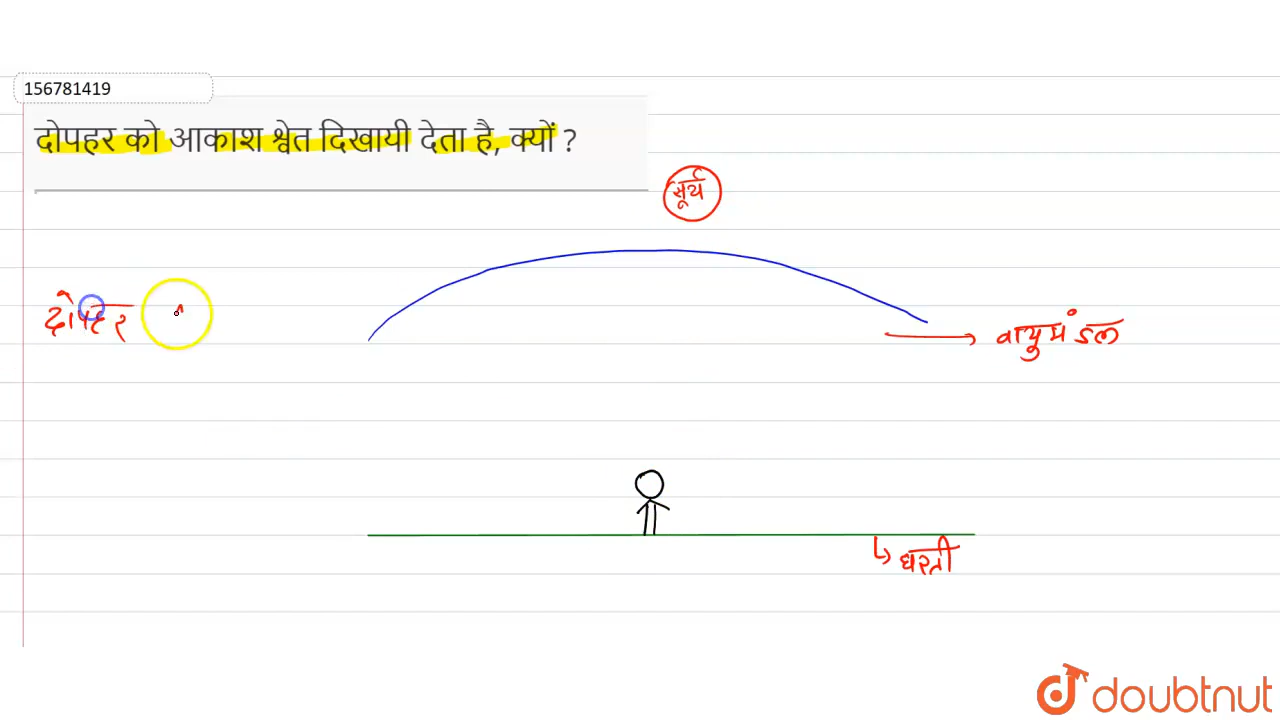 156781419
दोपहर को आकाश श्वेत दिखायी देता है, क्यों ?
सूर्य
दोपहर
वायुमंडल
धरती
doubtnut